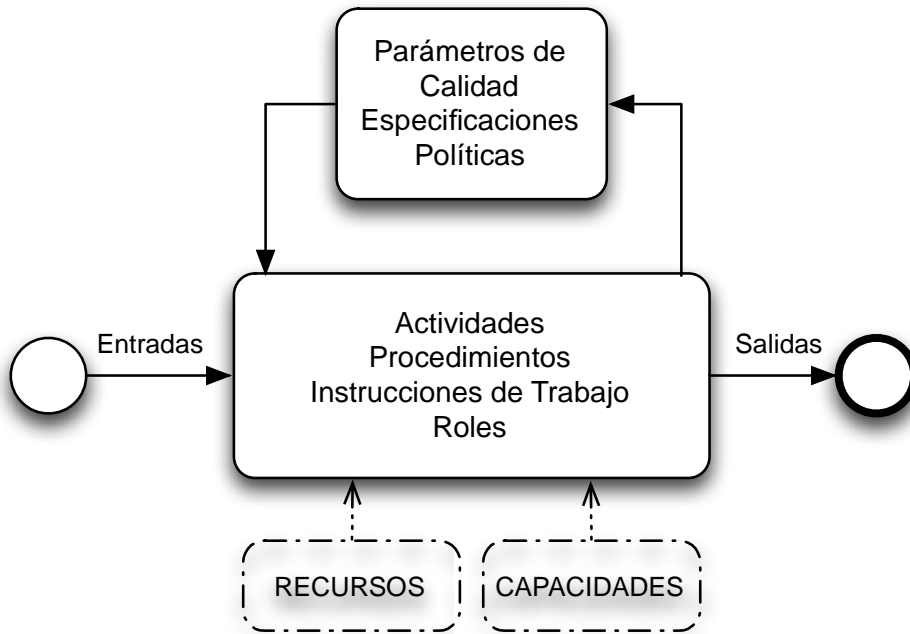 Parámetros de
Calidad
Especificaciones
Políticas
Entradas
Actividades
Procedimientos
Instrucciones de Trabajo
Roles
Salidas
RECURSOS
CAPACIDADES